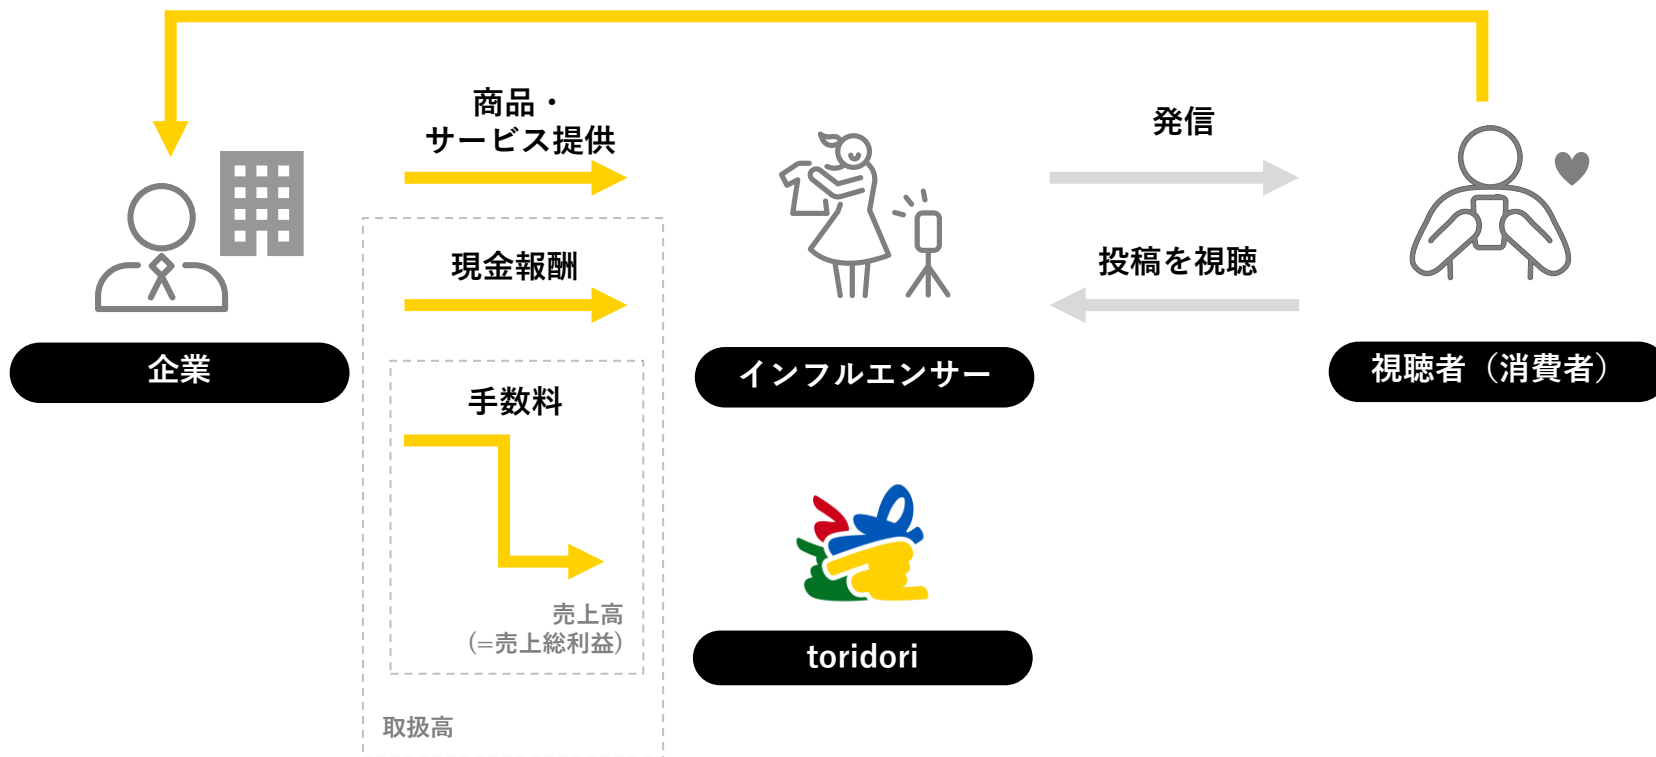 商品・
サービス提供
発信
現金報酬
投稿を視聴
企業
インフルエンサー
視聴者（消費者）
手数料
売上高
(=売上総利益)
toridori
取扱高